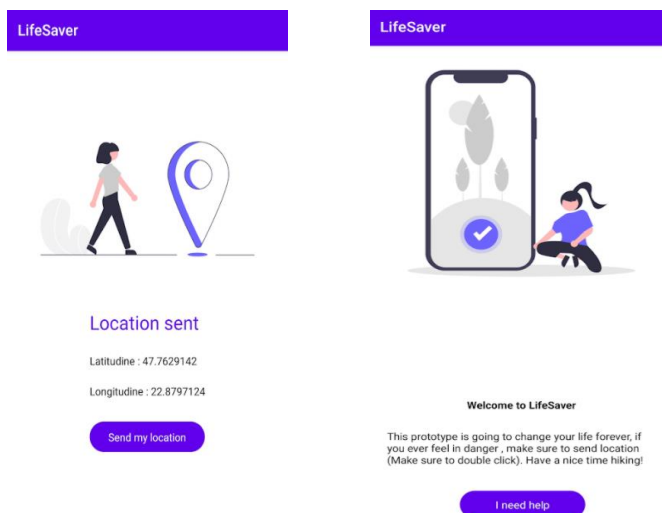 LifeSaver
Location sent
Latitudine : 47.7629142
Longitudine : 22.8797124
Send my location
LifeSaver
Welcome to LifeSaver
This prototype is going to change your life forever, if
you ever feel in danger , make sure to send location
(Make sure to double click). Have a nice time hiking!
I need help